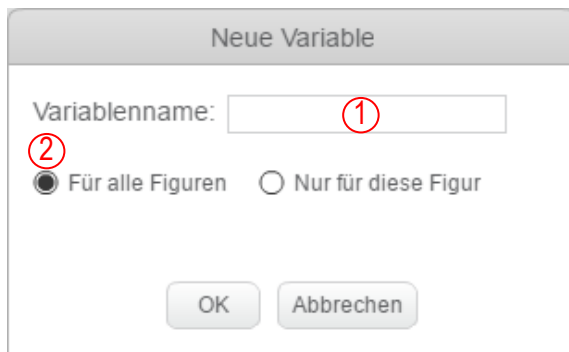 Neue Variable
Variablenname: ①
②
Für alle Figuren Nur für diese Figur
OK Abbrechen